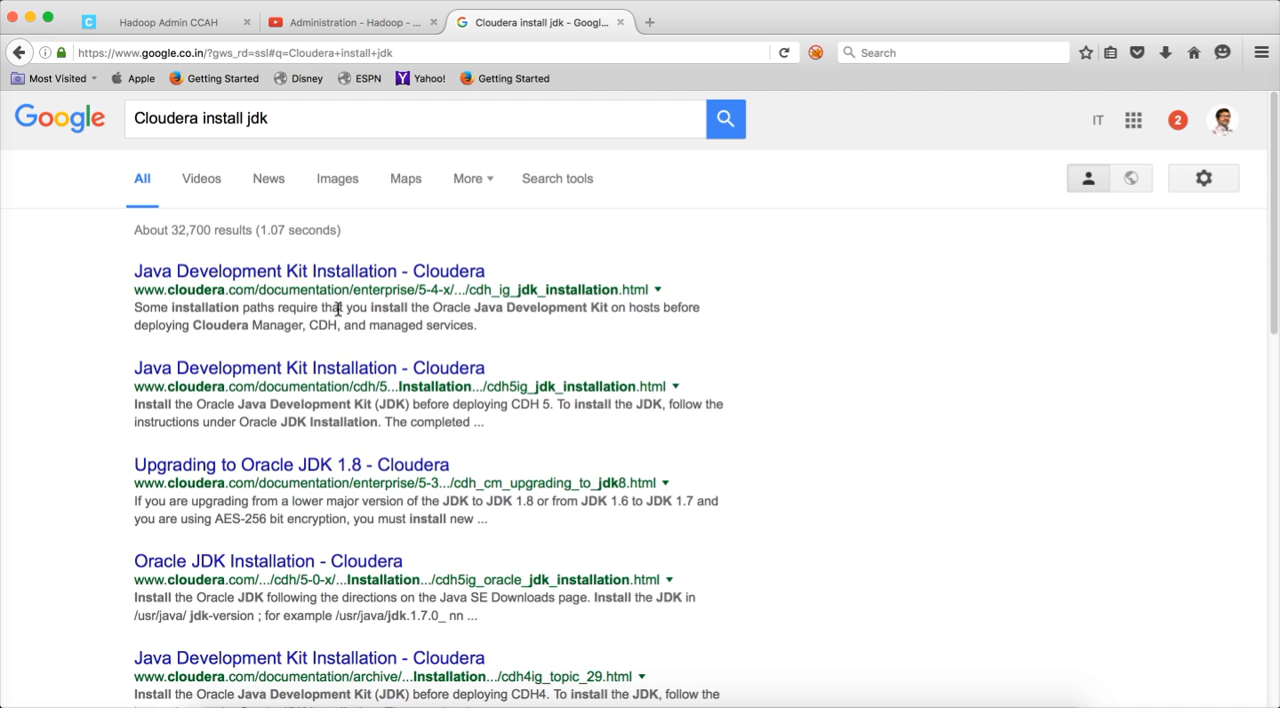 Hadoop Admin CCAH
Administration - Hadoop - ...
Cloudera install jdk - Googl...
https://www.google.co.in/?gws_rd=ssl#q=Cloudera+install+jdk
Search
Most Visited
Apple
Getting Started
Disney
ESPN
Yahoo!
Getting Started
Google
Cloudera install jdk
IT
2
All
Videos
News
Images
Maps
More
Search tools
About 32,700 results (1.07 seconds)
Java Development Kit Installation - Cloudera
www.cloudera.com/documentation/enterprise/5-4-x/.../cdh_ig_jdk_installation.html
Some installation paths require that you install the Oracle Java Development Kit on hosts before
deploying Cloudera Manager, CDH, and managed services.
Java Development Kit Installation - Cloudera
www.cloudera.com/documentation/cdh/5...Installation.../cdh5ig_jdk_installation.html
Install the Oracle Java Development Kit (JDK) before deploying CDH 5. To install the JDK, follow the
instructions under Oracle JDK Installation. The completed ...
Upgrading to Oracle JDK 1.8 - Cloudera
www.cloudera.com/documentation/enterprise/5-3.../cdh_cm_upgrading_to_jdk8.html
If you are upgrading from a lower major version of the JDK to JDK 1.8 or from JDK 1.6 to JDK 1.7 and
you are using AES-256 bit encryption, you must install new ...
Oracle JDK Installation - Cloudera
www.cloudera.com/.../cdh/5-0-x/...Installation.../cdh5ig_oracle_jdk_installation.html
Install the Oracle JDK following the directions on the Java SE Downloads page. Install the JDK in
/usr/java/ jdk-version ; for example /usr/java/jdk.1.7.0_ nn ...
Java Development Kit Installation - Cloudera
www.cloudera.com/documentation/archive/...Installation.../cdh4ig_topic_29.html
Install the Oracle Java Development Kit (JDK) before deploying CDH4. To install the JDK, follow the